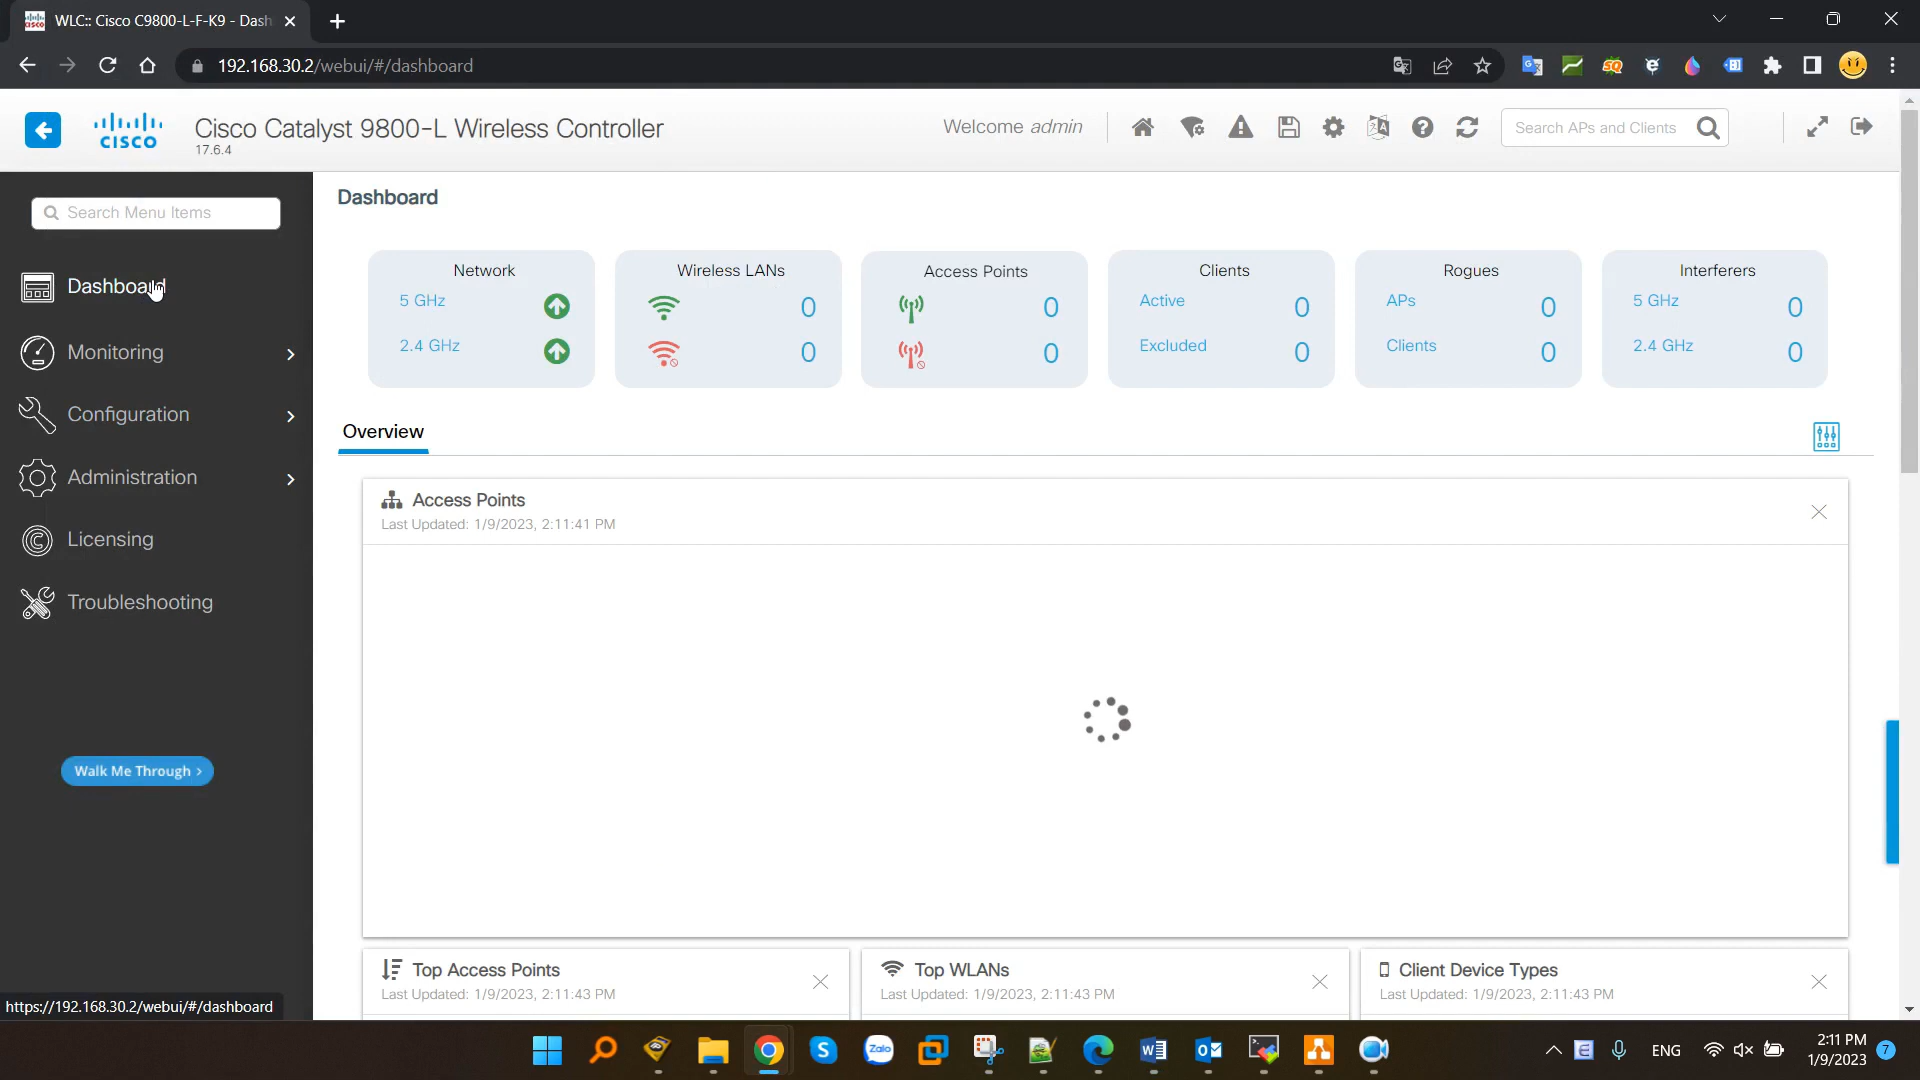 WLC:: Cisco C9800-L-F-K9 - Dash
192.168.30.2/webui/#/dashboard
CISCO
Cisco Catalyst 9800-L Wireless Controller
17.6.4
Welcome admin
Search APs and Clients
Search Menu Items
Dashboard
Monitoring
Configuration
Administration
Licensing
Troubleshooting
Walk Me Through >
Dashboard
Network
5 GHz
2.4 GHz
Wireless LANs
0
0
Access Points
0
0
Clients
Active 0
Excluded 0
Rogues
APs 0
Clients 0
Interferers
5 GHz 0
2.4 GHz 0
Overview
Access Points
Last Updated: 1/9/2023, 2:11:41 PM
Top Access Points
Last Updated: 1/9/2023, 2:11:43 PM
Top WLANs
Last Updated: 1/9/2023, 2:11:43 PM
Client Device Types
Last Updated: 1/9/2023, 2:11:43 PM
https://192.168.30.2/webui/#/dashboard
Zalo
ENG
2:11 PM
1/9/2023
7